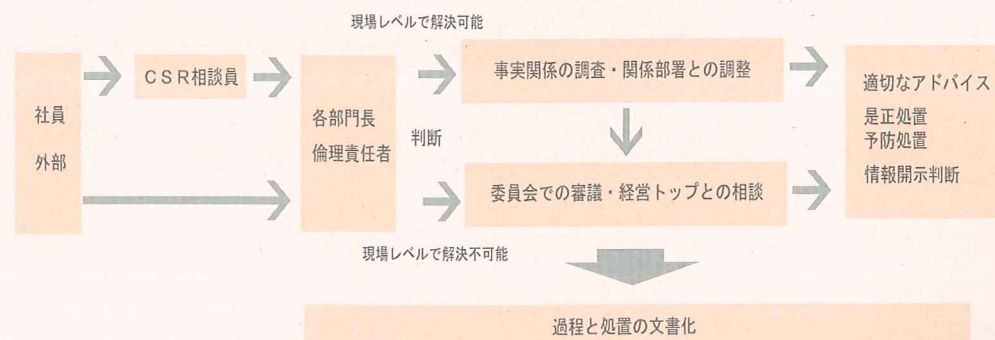 現場レベルで解決可能
社員
外部
ＣＳＲ相談員
各部門長
倫理責任者
判断
事実関係の調査・関係部署との調整
委員会での審議・経営トップとの相談
適切なアドバイス
是正処置
予防処置
情報開示判断
現場レベルで解決不可能
過程と処置の文書化